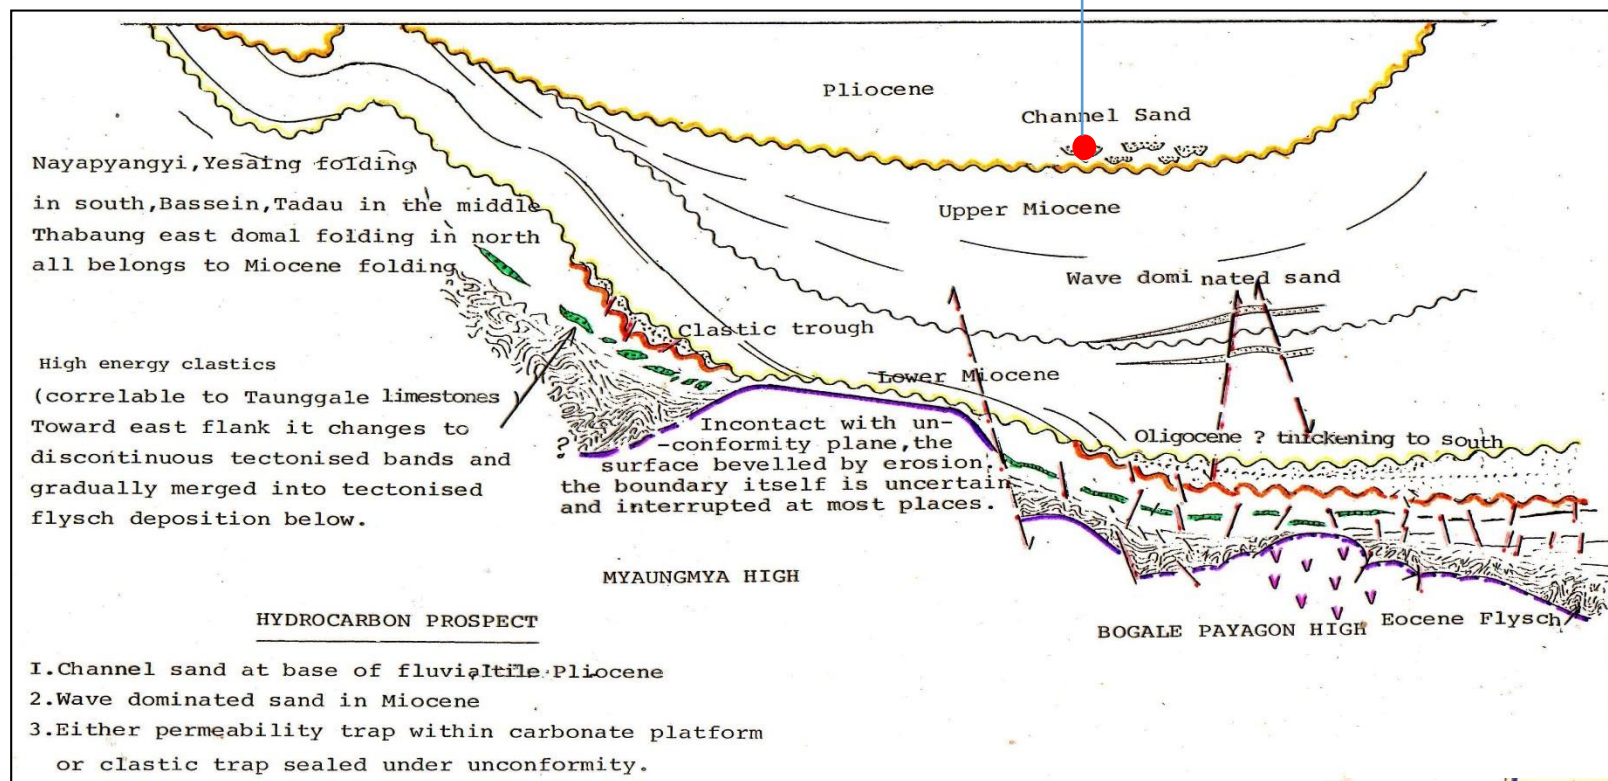 Pliocene
Channel Sand
Nayapyangyi,Yesaing folding
in south,Bassein,Tadau in the middle
Thabaung east domal folding in north
all belongs to Miocene folding
Upper Miocene
Wave dominated sand
Clastic trough
High energy clastics
(correlable to Taunggale limestones )
Toward east flank it changes to
discontinuous tectonised bands and
gradually merged into tectonised
flysch deposition below.
Lower Miocene
?
Incontact with un-
-conformity plane,the
surface bevelled by erosion.
the boundary itself is uncertain
and interrupted at most places.
Oligocene ? thickening to south
MYAUNGMYA HIGH
V V V
V V V
V
BOGALE PAYAGON HIGH
Eocene Flysch
HYDROCARBON PROSPECT
I.Channel sand at base of Pliocene
2.Wave dominated sand in Miocene
3.Either permeability trap within carbonate platform
or clastic trap sealed under unconformity.